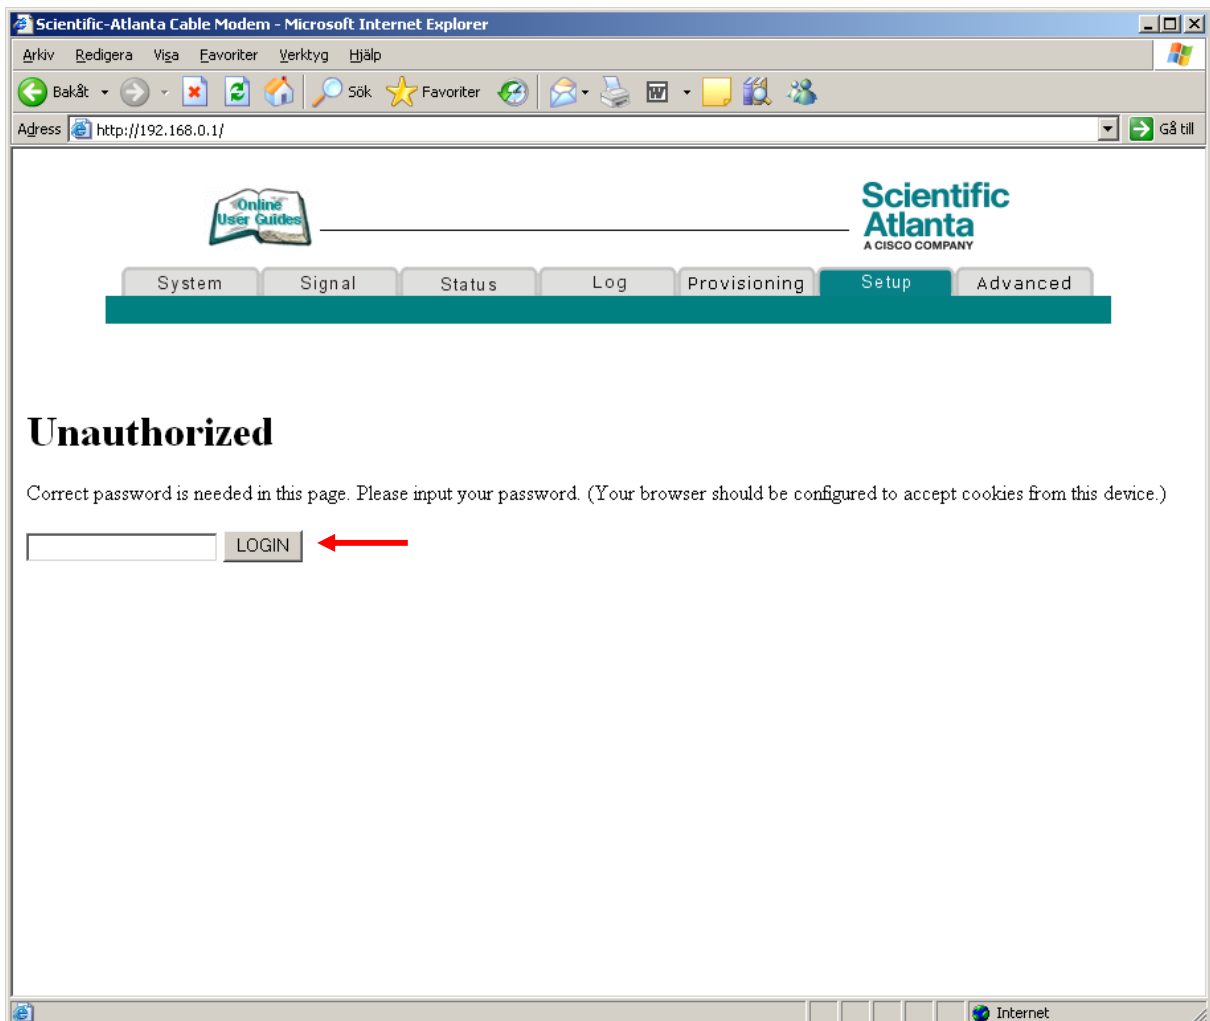 Scientific-Atlanta Cable Modem - Microsoft Internet Explorer
Arkiv Redigera Visa Favoriter Verktyg Hjälp
Bakåt Sök Favoriter
Adress http://192.168.0.1/ Gå till
Online
User Guides
Scientific
Atlanta
A CISCO COMPANY
System Signal Status Log Provisioning Setup Advanced
Unauthorized
Correct password is needed in this page. Please input your password. (Your browser should be configured to accept cookies from this device.)
LOGIN
Internet